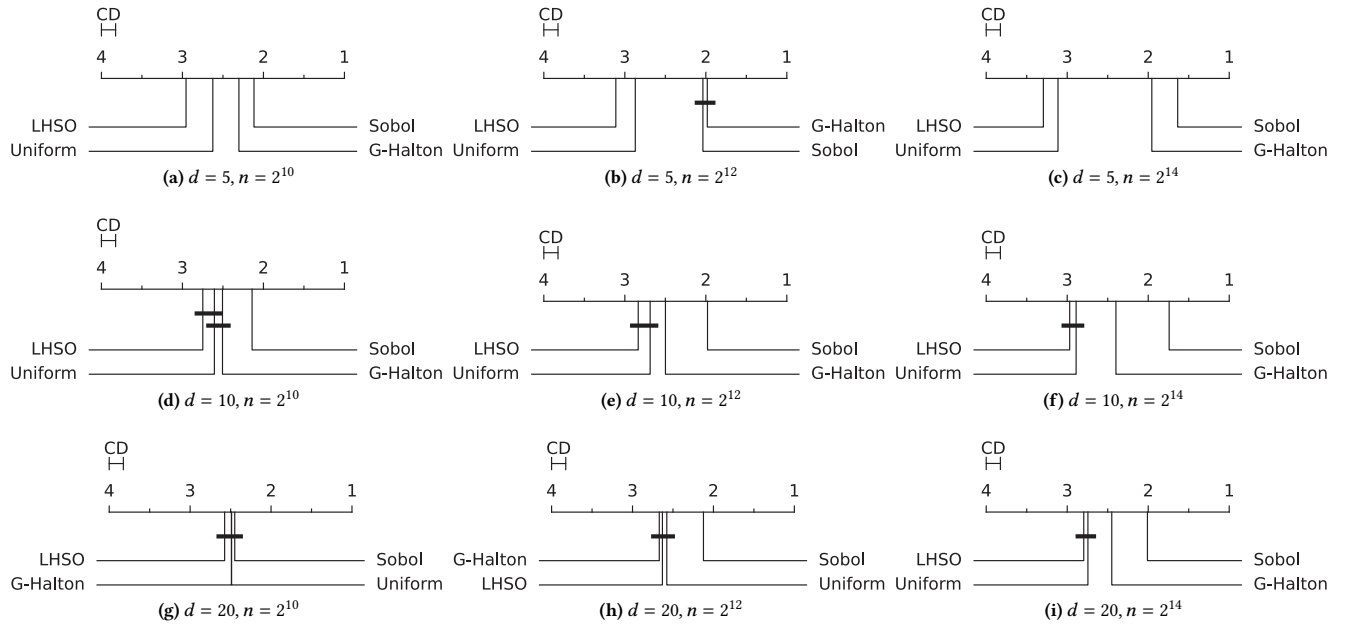 CD CD CD
4 3 2 1 4 3 2 1 4 3 2 1
LHSO Sobol LHSO G-Halton LHSO Sobol
Uniform G-Halton Uniform Sobol Uniform G-Halton
(a) d = 5, n = 2^10 (b) d = 5, n = 2^12 (c) d = 5, n = 2^14
CD CD CD
4 3 2 1 4 3 2 1 4 3 2 1
LHSO Sobol LHSO Sobol LHSO Sobol
Uniform G-Halton Uniform G-Halton Uniform G-Halton
(d) d = 10, n = 2^10 (e) d = 10, n = 2^12 (f) d = 10, n = 2^14
CD CD CD
4 3 2 1 4 3 2 1 4 3 2 1
LHSO Sobol G-Halton Sobol LHSO Sobol
G-Halton Uniform LHSO Uniform Uniform G-Halton
(g) d = 20, n = 2^10 (h) d = 20, n = 2^12 (i) d = 20, n = 2^14